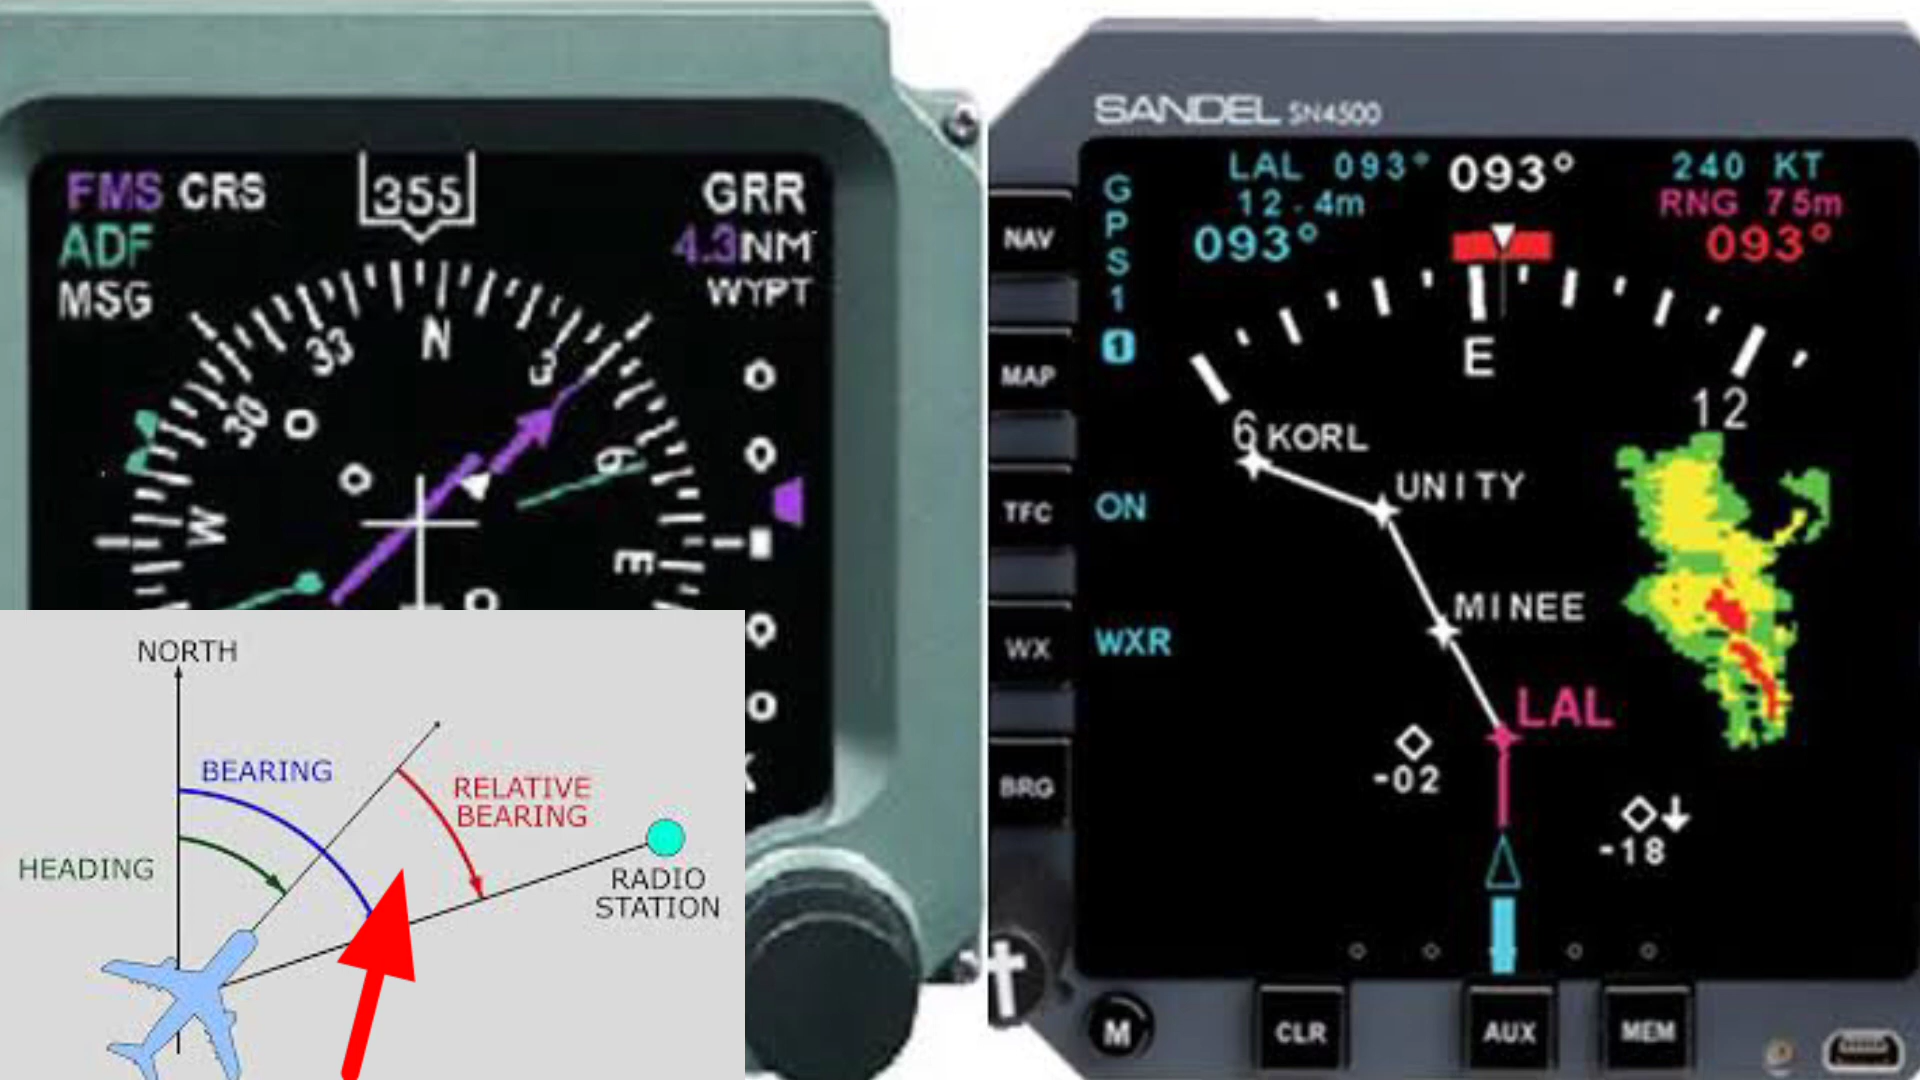 FMS CRS
355
GRR
ADF
4.3NM
MSG
WYPT
33
N
3
30
6
W
E
NORTH
BEARING
RELATIVE
BEARING
HEADING
RADIO
STATION
SANDEL SN4500
LAL 093°
093°
240 KT
12.4m
RNG 75m
093°
093°
GPS1
1
NAV
MAP
TFC
WX
BRG
E
6
12
KORL
UNITY
ON
MINEE
WXR
LAL
-02
-18
M
CLR
AUX
MEM